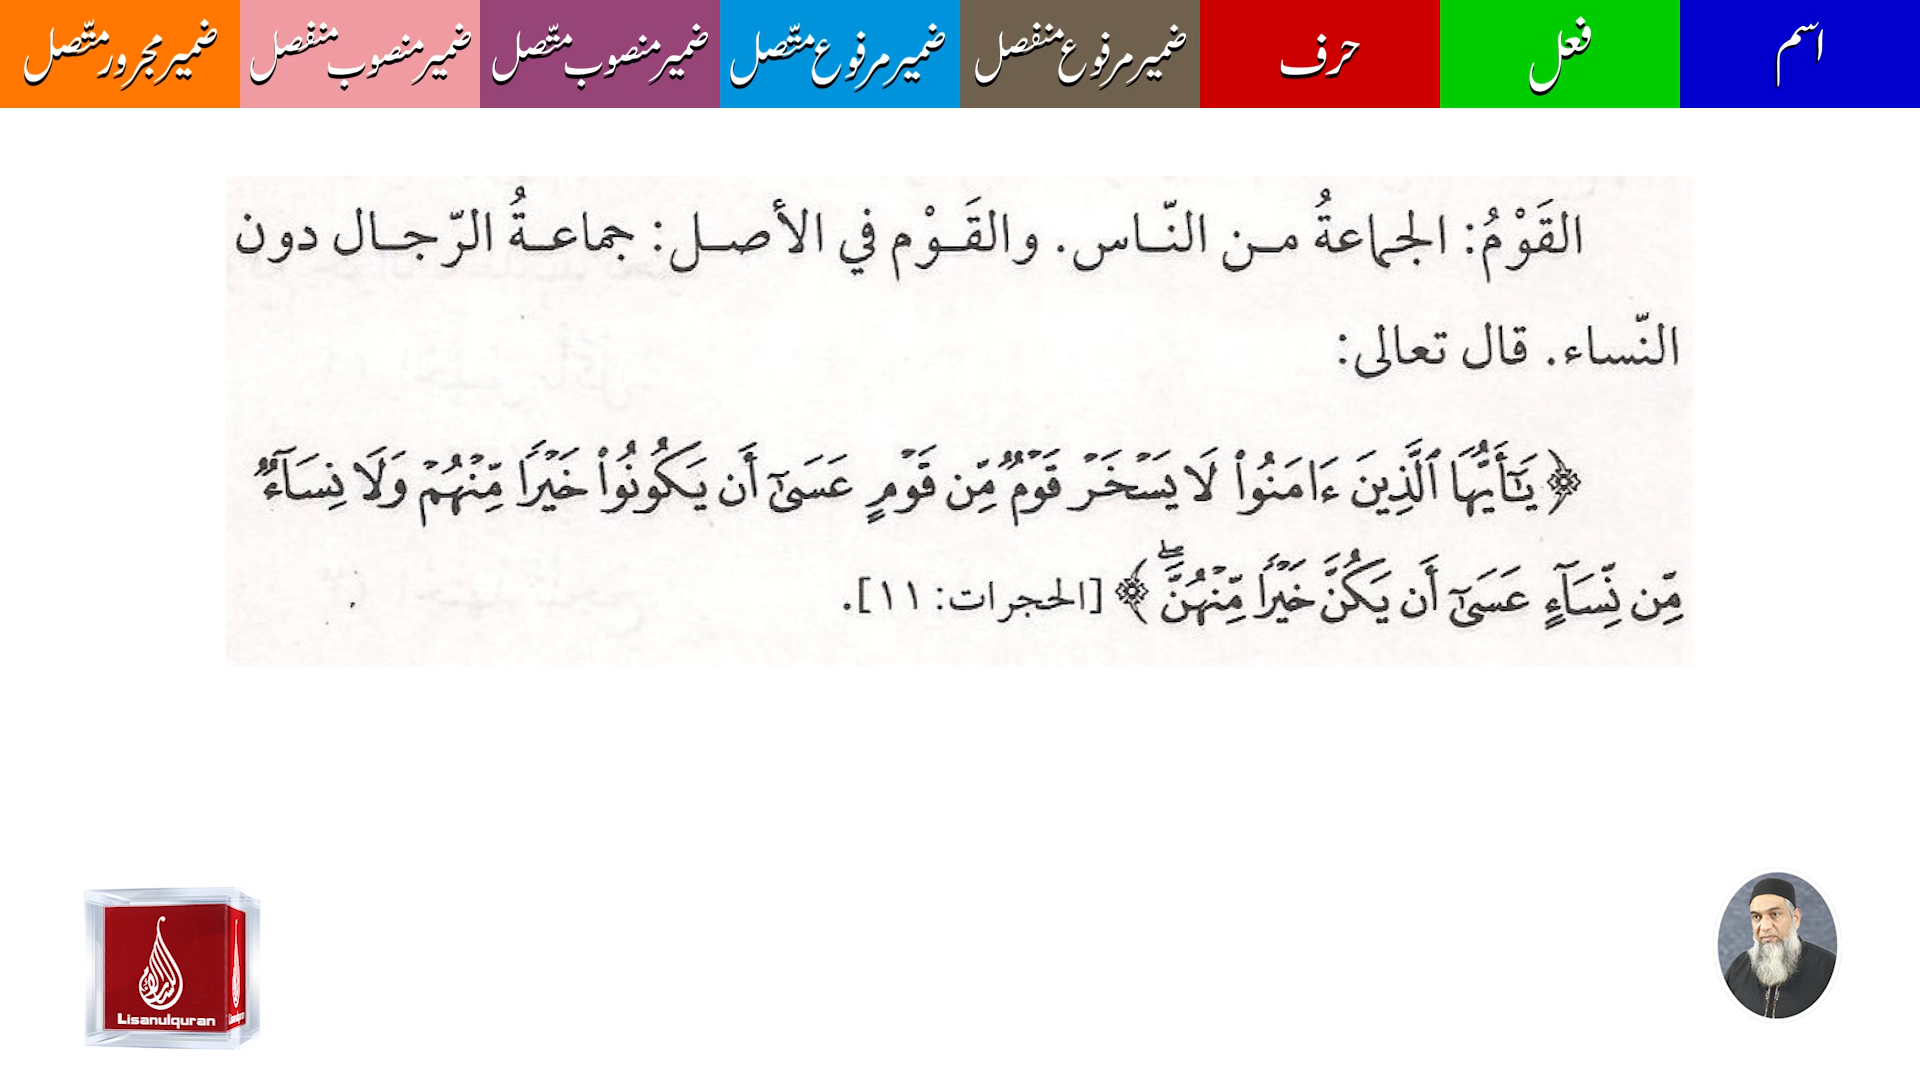 اسم فعل حرف ضمیر مرفوع منفصل ضمیر مرفوع متّصل ضمیر منصوب متّصل ضمیر منصوب منفصل ضمیر مجرور متّصل
القَوْمُ: الجماعةُ من النّاس. والقَوْم في الأصل: جماعةُ الرّجال دون
النّساء. قال تعالى:
﴿يَٰٓأَيُّهَا ٱلَّذِينَ ءَامَنُوا۟ لَا يَسْخَرْ قَوْمٌ مِّن قَوْمٍ عَسَىٰٓ أَن يَكُونُوا۟ خَيْرًا مِّنْهُمْ وَلَا نِسَآءٌ
مِّن نِّسَآءٍ عَسَىٰٓ أَن يَكُنَّ خَيْرًا مِّنْهُنَّ ۖ﴾ [الحجرات: ١١].
Lisanulquran